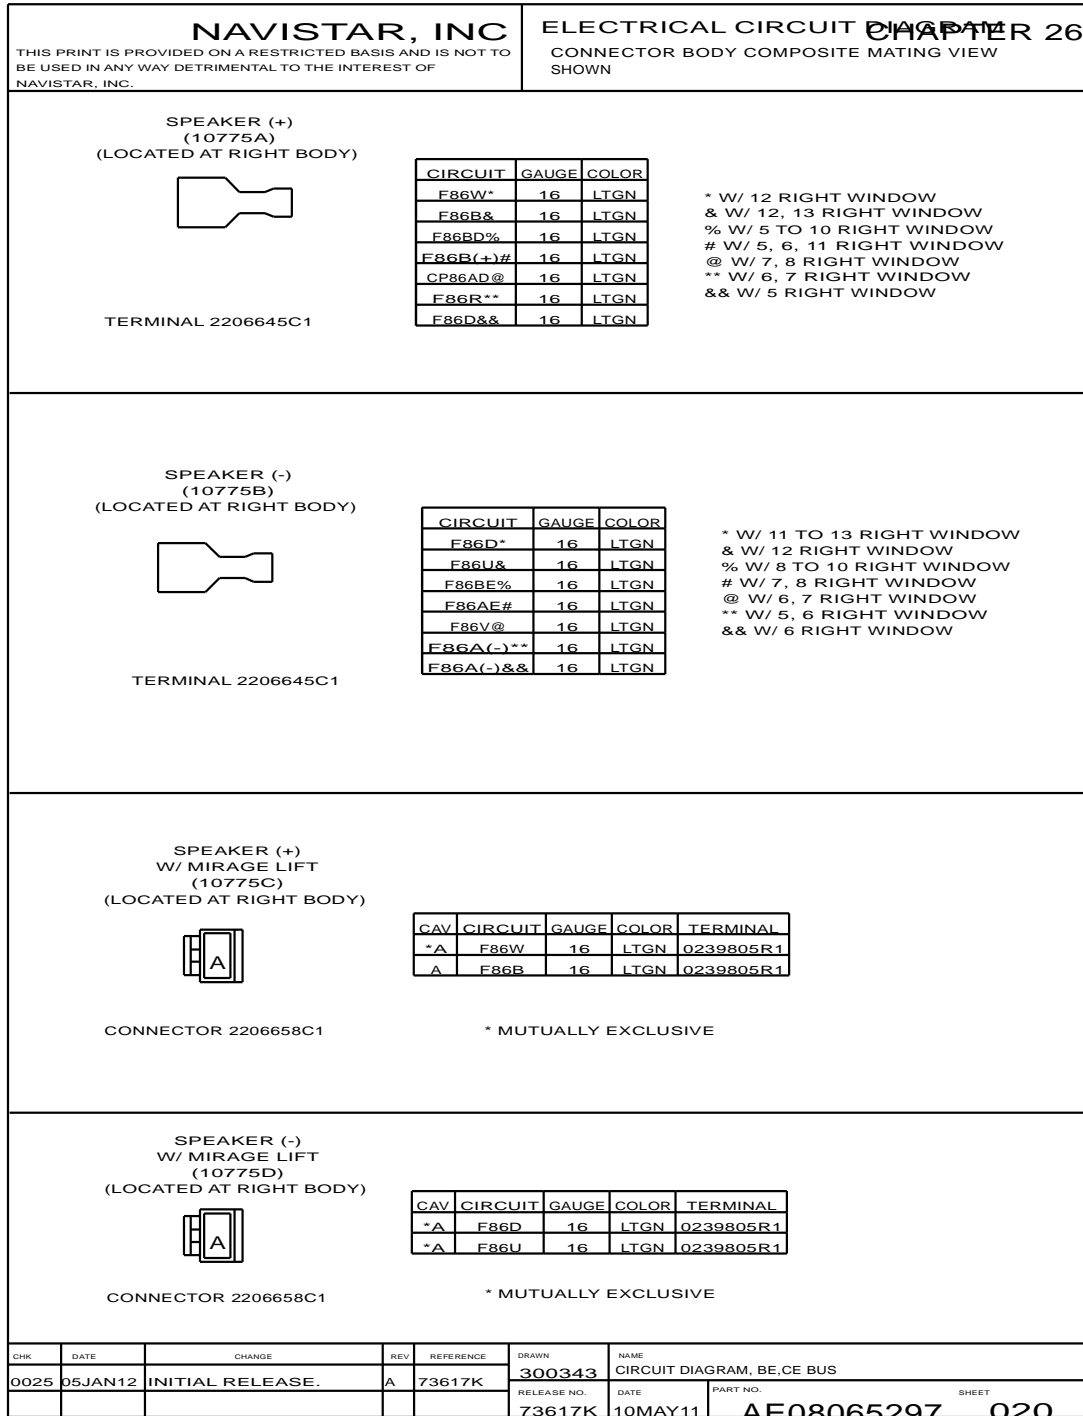 NAVISTAR, INC
THIS PRINT IS PROVIDED ON A RESTRICTED BASIS AND IS NOT TO
BE USED IN ANY WAY DETRIMENTAL TO THE INTEREST OF
NAVISTAR, INC.
ELECTRICAL CIRCUIT DIAGRAM
CHAPTER 26
CONNECTOR BODY COMPOSITE MATING VIEW
SHOWN
SPEAKER (+)
(10775A)
(LOCATED AT RIGHT BODY)
TERMINAL 2206645C1
CIRCUIT GAUGE COLOR
F86W* 16 LTGN
F86B& 16 LTGN
F86BD% 16 LTGN
F86B(+)# 16 LTGN
CP86AD@ 16 LTGN
F86R** 16 LTGN
F86D&& 16 LTGN
* W/ 12 RIGHT WINDOW
& W/ 12, 13 RIGHT WINDOW
% W/ 5 TO 10 RIGHT WINDOW
# W/ 5, 6, 11 RIGHT WINDOW
@ W/ 7, 8 RIGHT WINDOW
** W/ 6, 7 RIGHT WINDOW
&& W/ 5 RIGHT WINDOW
SPEAKER (-)
(10775B)
(LOCATED AT RIGHT BODY)
TERMINAL 2206645C1
CIRCUIT GAUGE COLOR
F86D* 16 LTGN
F86U& 16 LTGN
F86BE% 16 LTGN
F86AE# 16 LTGN
F86V@ 16 LTGN
F86A(-)** 16 LTGN
F86A(-)&& 16 LTGN
* W/ 11 TO 13 RIGHT WINDOW
& W/ 12 RIGHT WINDOW
% W/ 8 TO 10 RIGHT WINDOW
# W/ 7, 8 RIGHT WINDOW
@ W/ 6, 7 RIGHT WINDOW
** W/ 5, 6 RIGHT WINDOW
&& W/ 6 RIGHT WINDOW
SPEAKER (+)
W/ MIRAGE LIFT
(10775C)
(LOCATED AT RIGHT BODY)
A
CONNECTOR 2206658C1
CAV CIRCUIT GAUGE COLOR TERMINAL
*A F86W 16 LTGN 0239805R1
A F86B 16 LTGN 0239805R1
* MUTUALLY EXCLUSIVE
SPEAKER (-)
W/ MIRAGE LIFT
(10775D)
(LOCATED AT RIGHT BODY)
A
CONNECTOR 2206658C1
CAV CIRCUIT GAUGE COLOR TERMINAL
*A F86D 16 LTGN 0239805R1
*A F86U 16 LTGN 0239805R1
* MUTUALLY EXCLUSIVE
CHK DATE CHANGE REV REFERENCE
0025 05JAN12 INITIAL RELEASE. A 73617K
DRAWN
300343
NAME
CIRCUIT DIAGRAM, BE,CE BUS
RELEASE NO.
73617K
DATE
10MAY11
PART NO.
AE08065297
SHEET
020